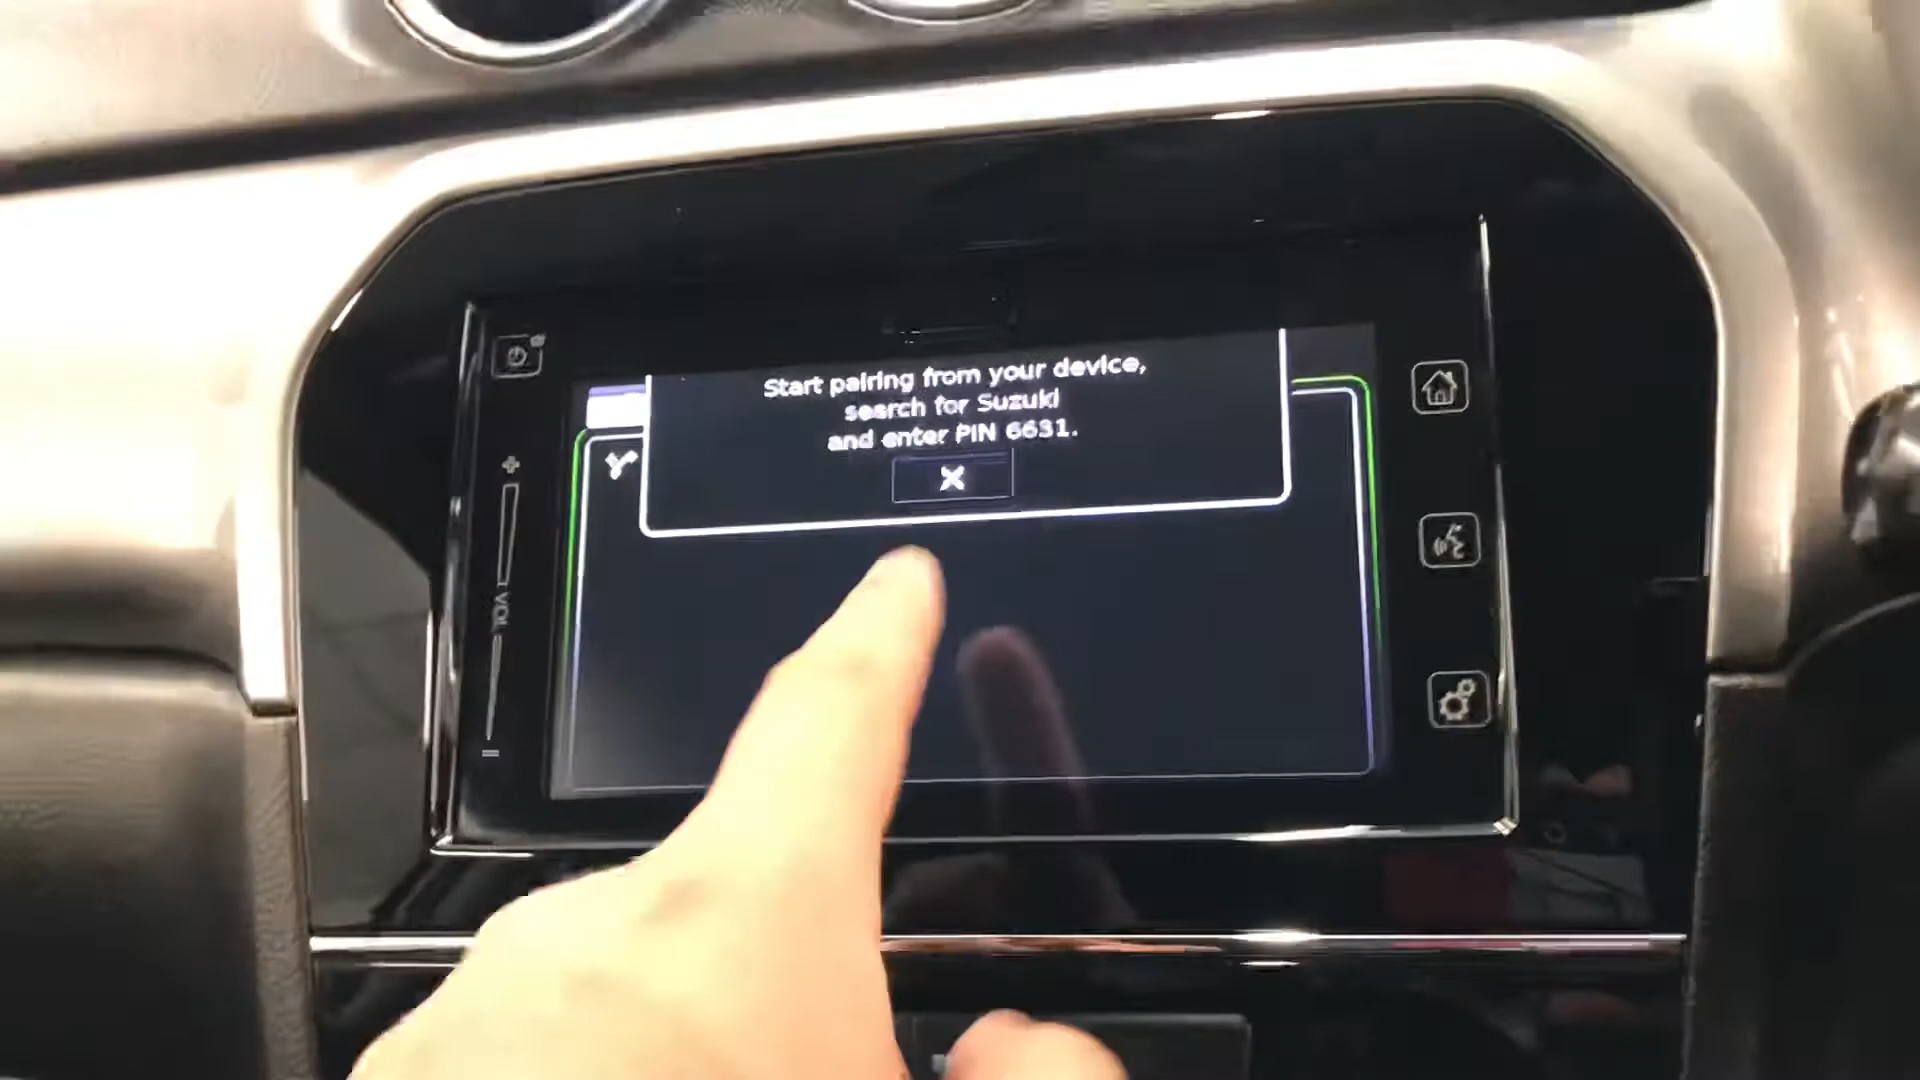 Start pairing from your device,
search for Suzuki
and enter PIN 6631.
VOL